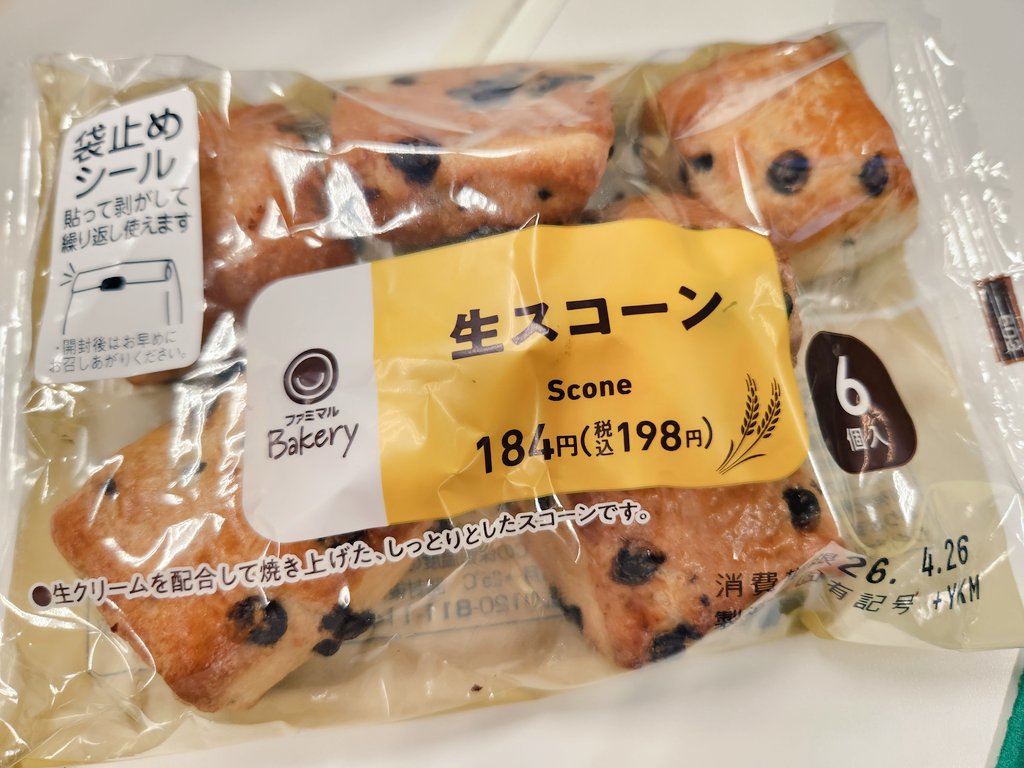 袋止め
シール
貼って剥がして
繰り返し使えます
・開封後はお早めに
お召しあがりください。
ファミマル
Bakery
生スコーン
Scone
184円(税込198円)
6
個入
●生クリームを配合して焼き上げた、しっとりとしたスコーンです。
0120-811-11
消費期限 26. 4.26
有記号 +YKM